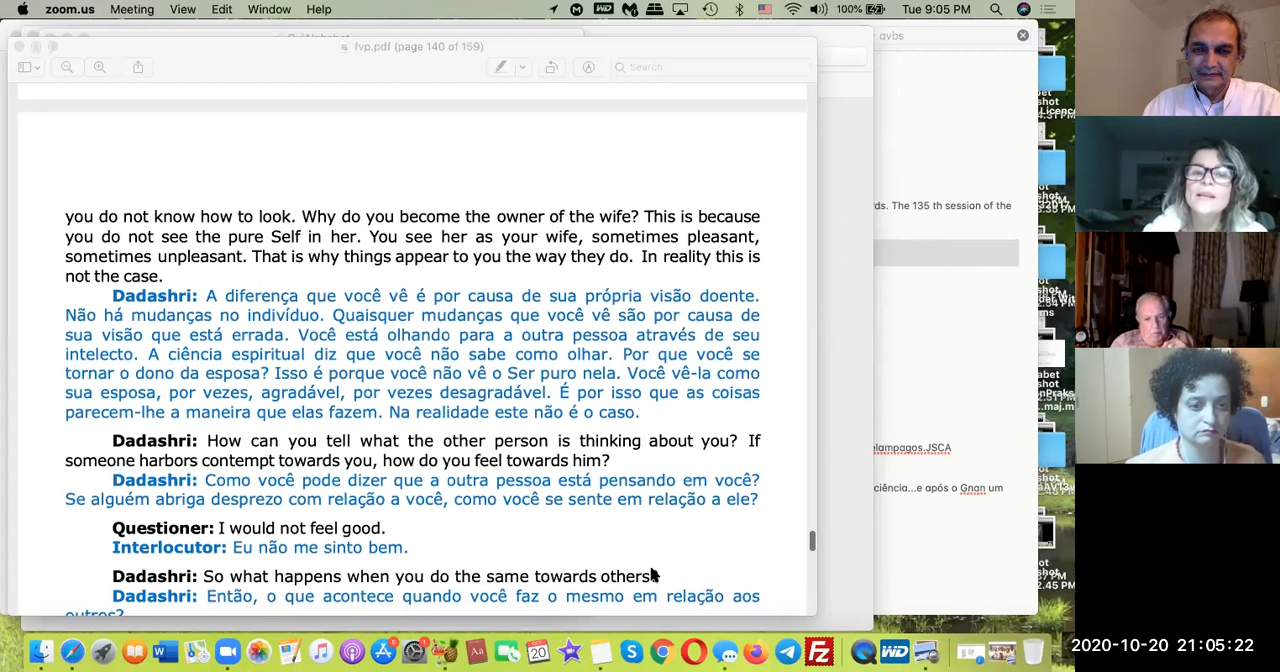 zoom.us Meeting View Edit Window Help
100% Tue 9:05 PM
avbs
fvp.pdf (page 140 of 159)
Search
you do not know how to look. Why do you become the owner of the wife? This is because
you do not see the pure Self in her. You see her as your wife, sometimes pleasant,
sometimes unpleasant. That is why things appear to you the way they do. In reality this is
not the case.
Dadashri: A diferença que você vê é por causa de sua própria visão doente.
Não há mudanças no indivíduo. Quaisquer mudanças que você vê são por causa de
sua visão que está errada. Você está olhando para a outra pessoa através de seu
intelecto. A ciência espiritual diz que você não sabe como olhar. Por que você se
tornar o dono da esposa? Isso é porque você não vê o Ser puro nela. Você vê-la como
sua esposa, por vezes, agradável, por vezes desagradável. É por isso que as coisas
parecem-lhe a maneira que elas fazem. Na realidade este não é o caso.
Dadashri: How can you tell what the other person is thinking about you? If
someone harbors contempt towards you, how do you feel towards him?
Dadashri: Como você pode dizer que a outra pessoa está pensando em você?
Se alguém abriga desprezo com relação a você, como você se sente em relação a ele?
Questioner: I would not feel good.
Interlocutor: Eu não me sinto bem.
Dadashri: So what happens when you do the same towards others
Dadashri: Então, o que acontece quando você faz o mesmo em relação aos
outros?
ds. The 135 th session of the
elampagos.JSCA
ciência...e após o Gnan um
2020-10-20 21:05:22